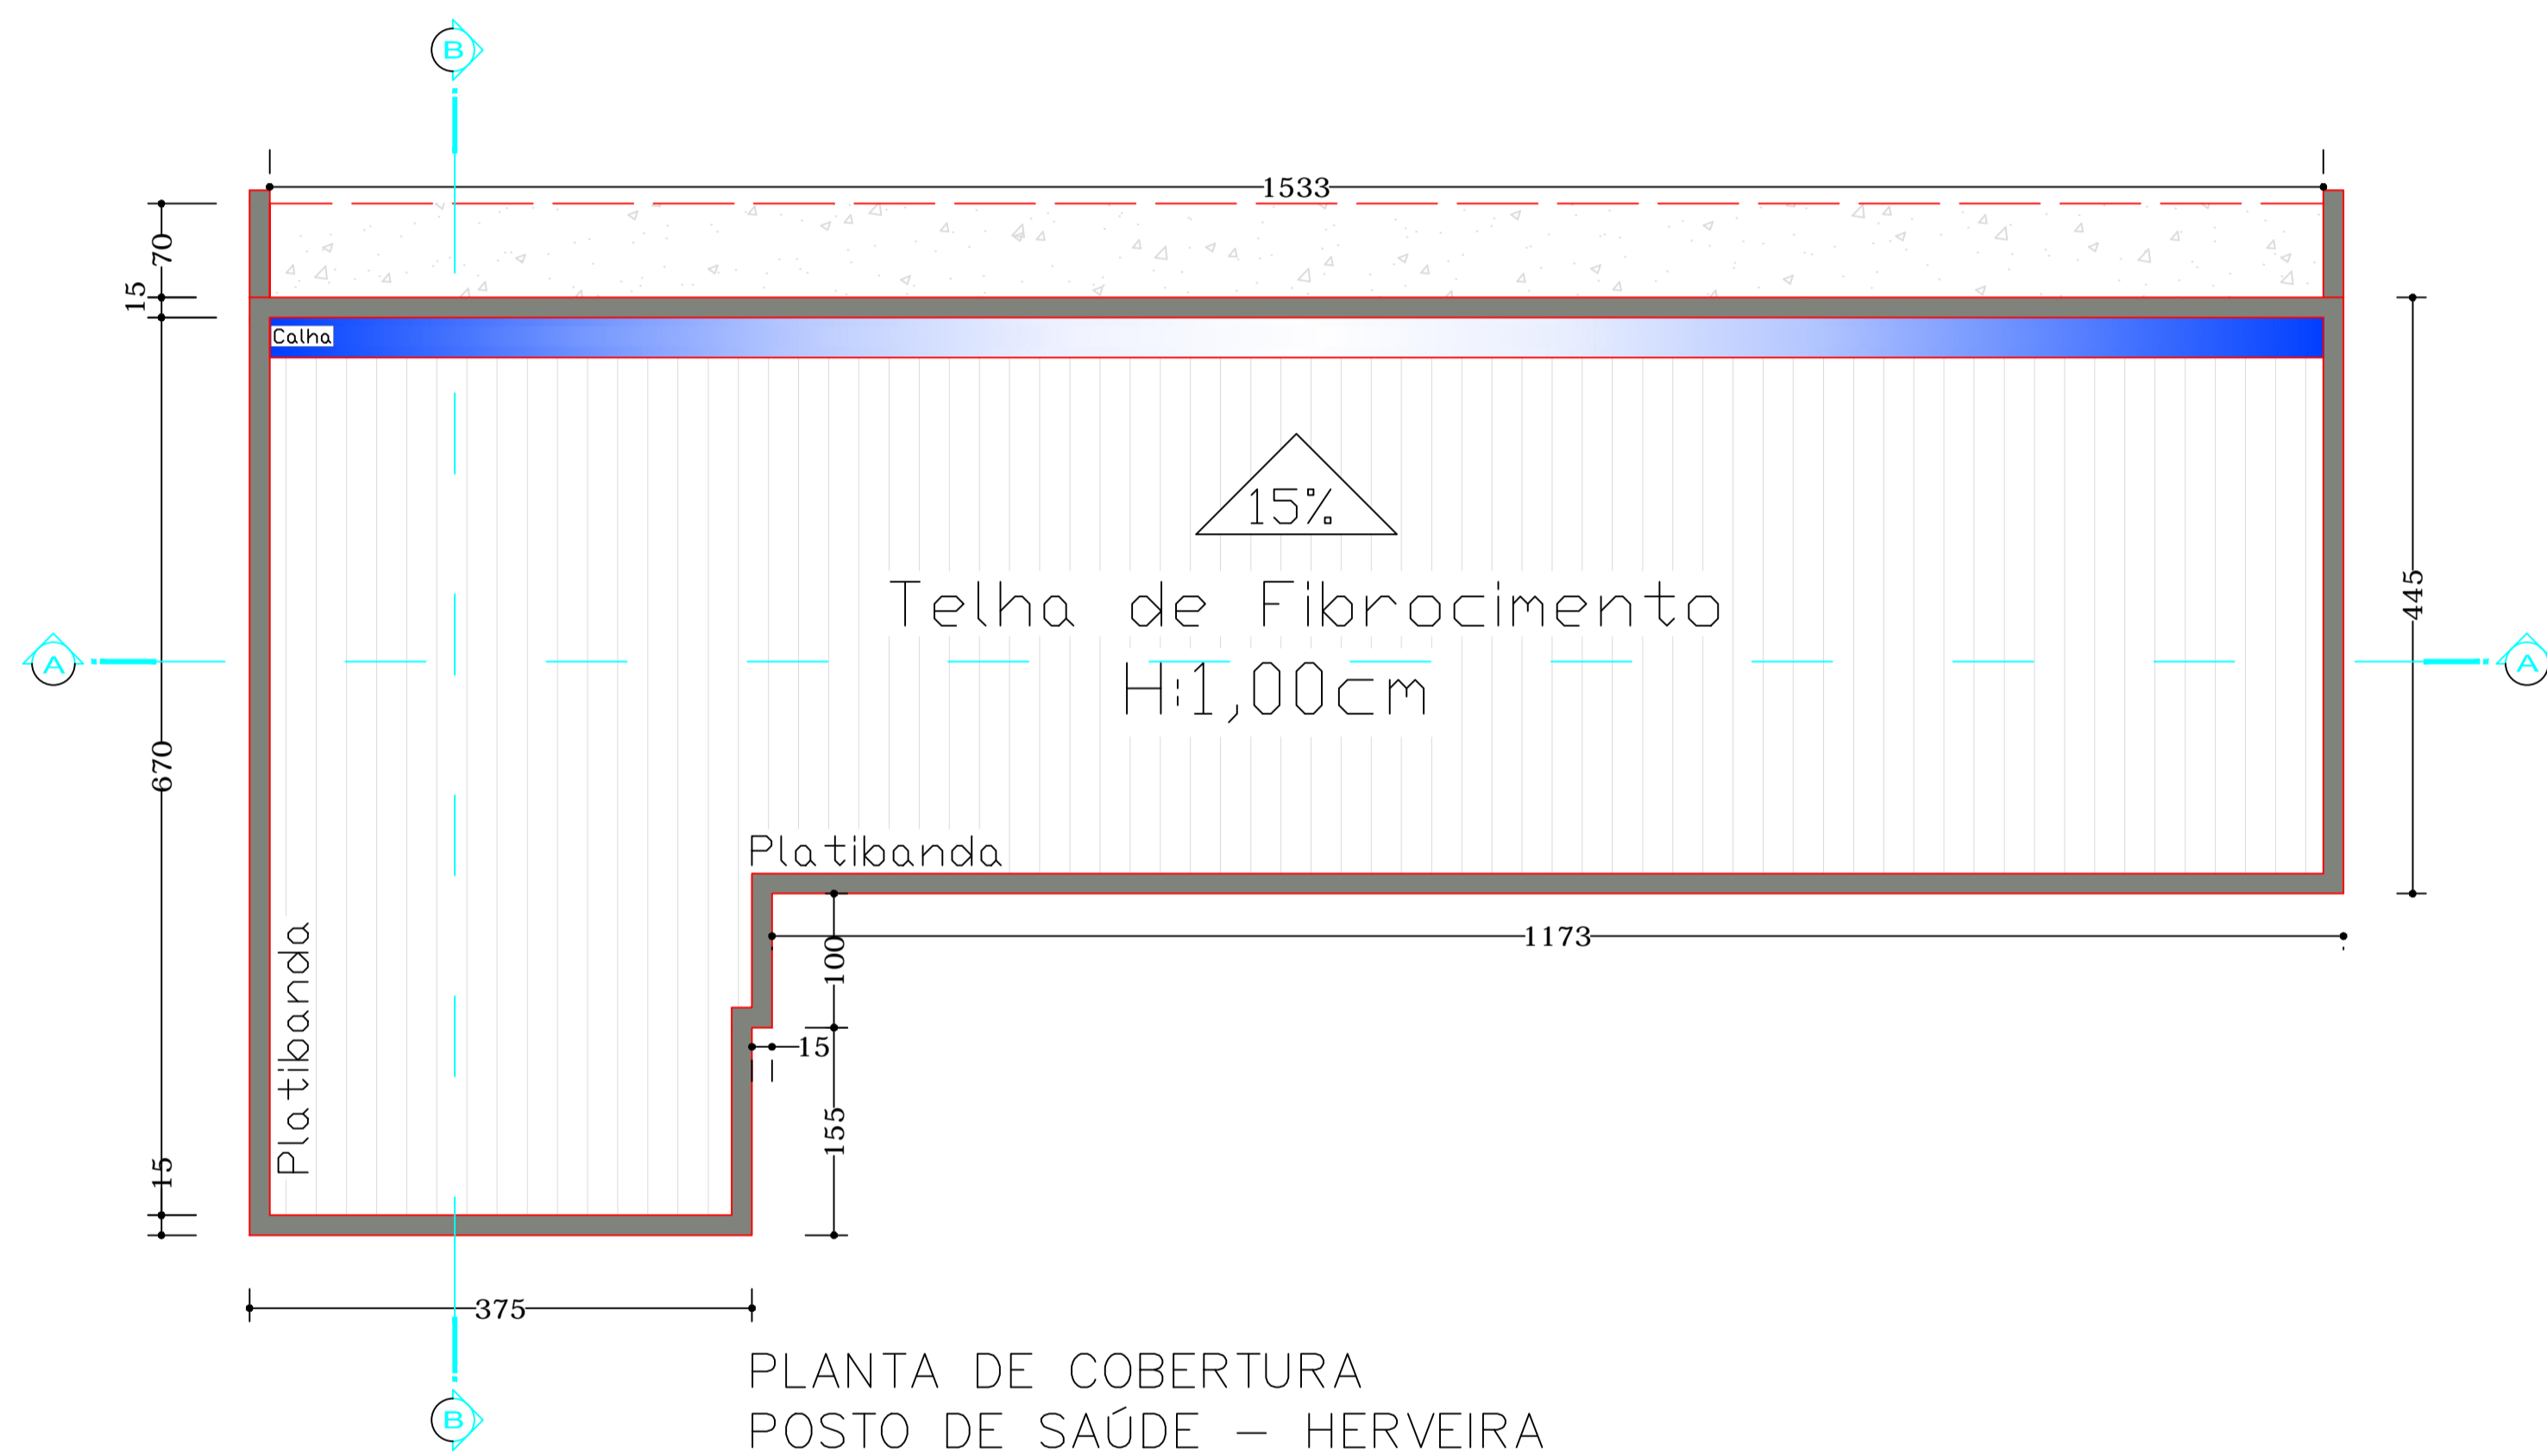 B
1533
70
15
Calha
15%
Telha de Fibrocimento
445
A
A
H:1,00cm
670
Platibanda
Platibanda
1173
100
15
155
15
375
PLANTA DE COBERTURA
B
POSTO DE SAÚDE - HERVEIRA